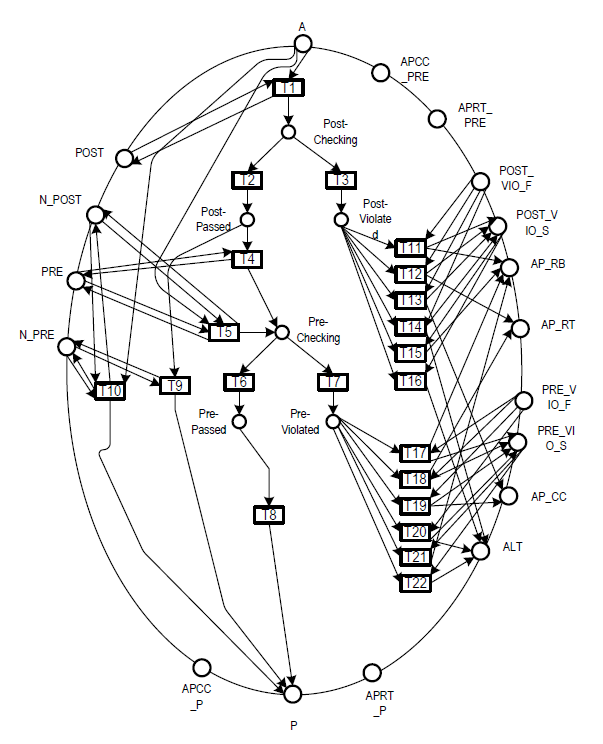 A
APCC
_PRE
T1
APRT_
PRE
Post-
Checking
POST
POST_
VIO_F
T2
T3
N_POST
Post-
Passed
Post-
Violate
d
POST_V
IO_S
T11
T4
AP_RB
PRE
T12
T13
T14
AP_RT
T5
Pre-
Checking
N_PRE
T15
T10
T9
T6
T7
T16
PRE_V
IO_F
Pre-
Passed
Pre-
Violated
PRE_VI
O_S
T17
T18
AP_CC
T19
T8
T20
ALT
T21
T22
APCC
_P
P
APRT
_P